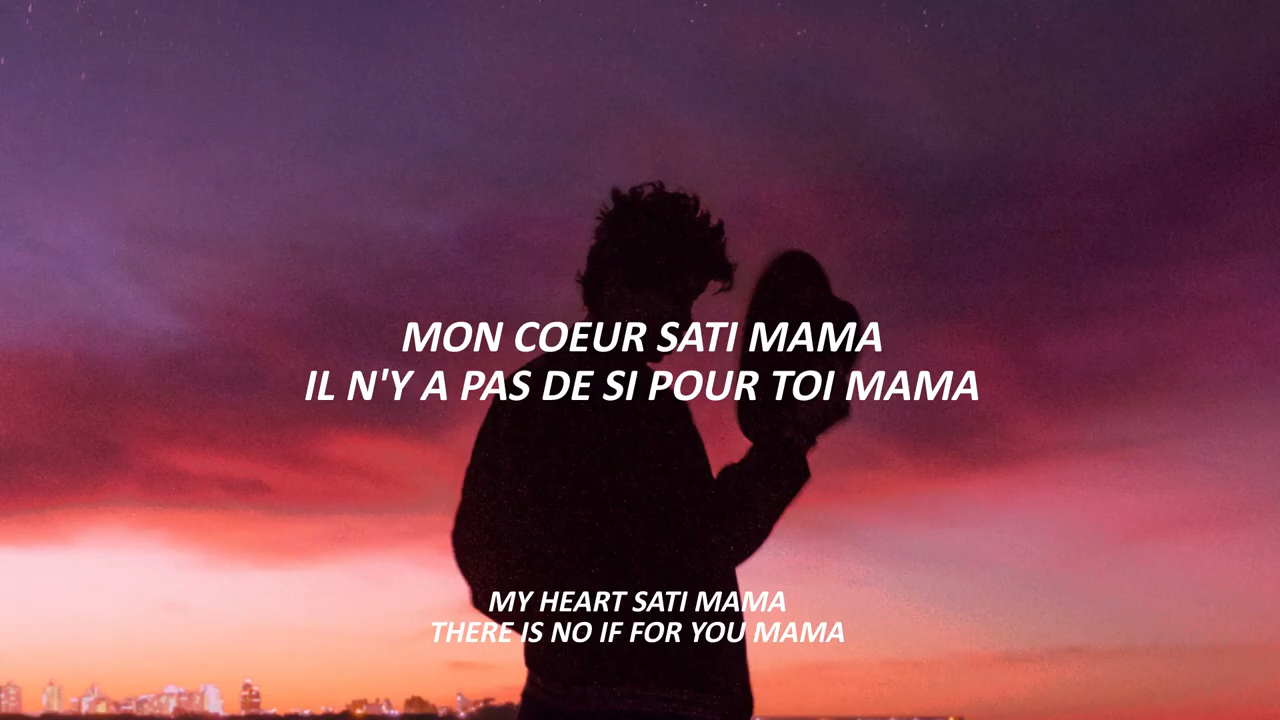 MON COEUR SATI MAMA
IL N'Y A PAS DE SI POUR TOI MAMA
MY HEART SATI MAMA
THERE IS NO IF FOR YOU MAMA